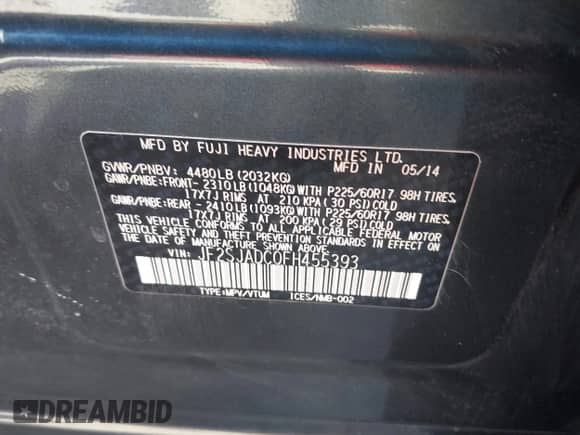 MFD BY FUJI HEAVY INDUSTRIES LTD.
GVWR/PNBV: 4480LB(2032KG) MFD IN 05/14
GAWR/PNBE:FRONT-2310LB(1048KG)WITH P225/60R17 98H TIRES,
17X7J RIMS AT 210 KPA(30 PSI)COLD
GAWR/PNBE:REAR -2410LB(1093KG)WITH P225/60R17 98H TIRES,
17X7J RIMS AT 200 KPA(29 PSI)COLD
THIS VEHICLE CONFORMS TO ALL APPLICABLE FEDERAL MOTOR
VEHICLE SAFETY AND THEFT PREVENTION STANDARDS IN EFFECT
ON THE DATE OF MANUFACTURE SHOWN ABOVE.
VIN: JF2SJADC0FH455393
TYPE:MPV/VTUM ICES/NMB-002
DREAMBID